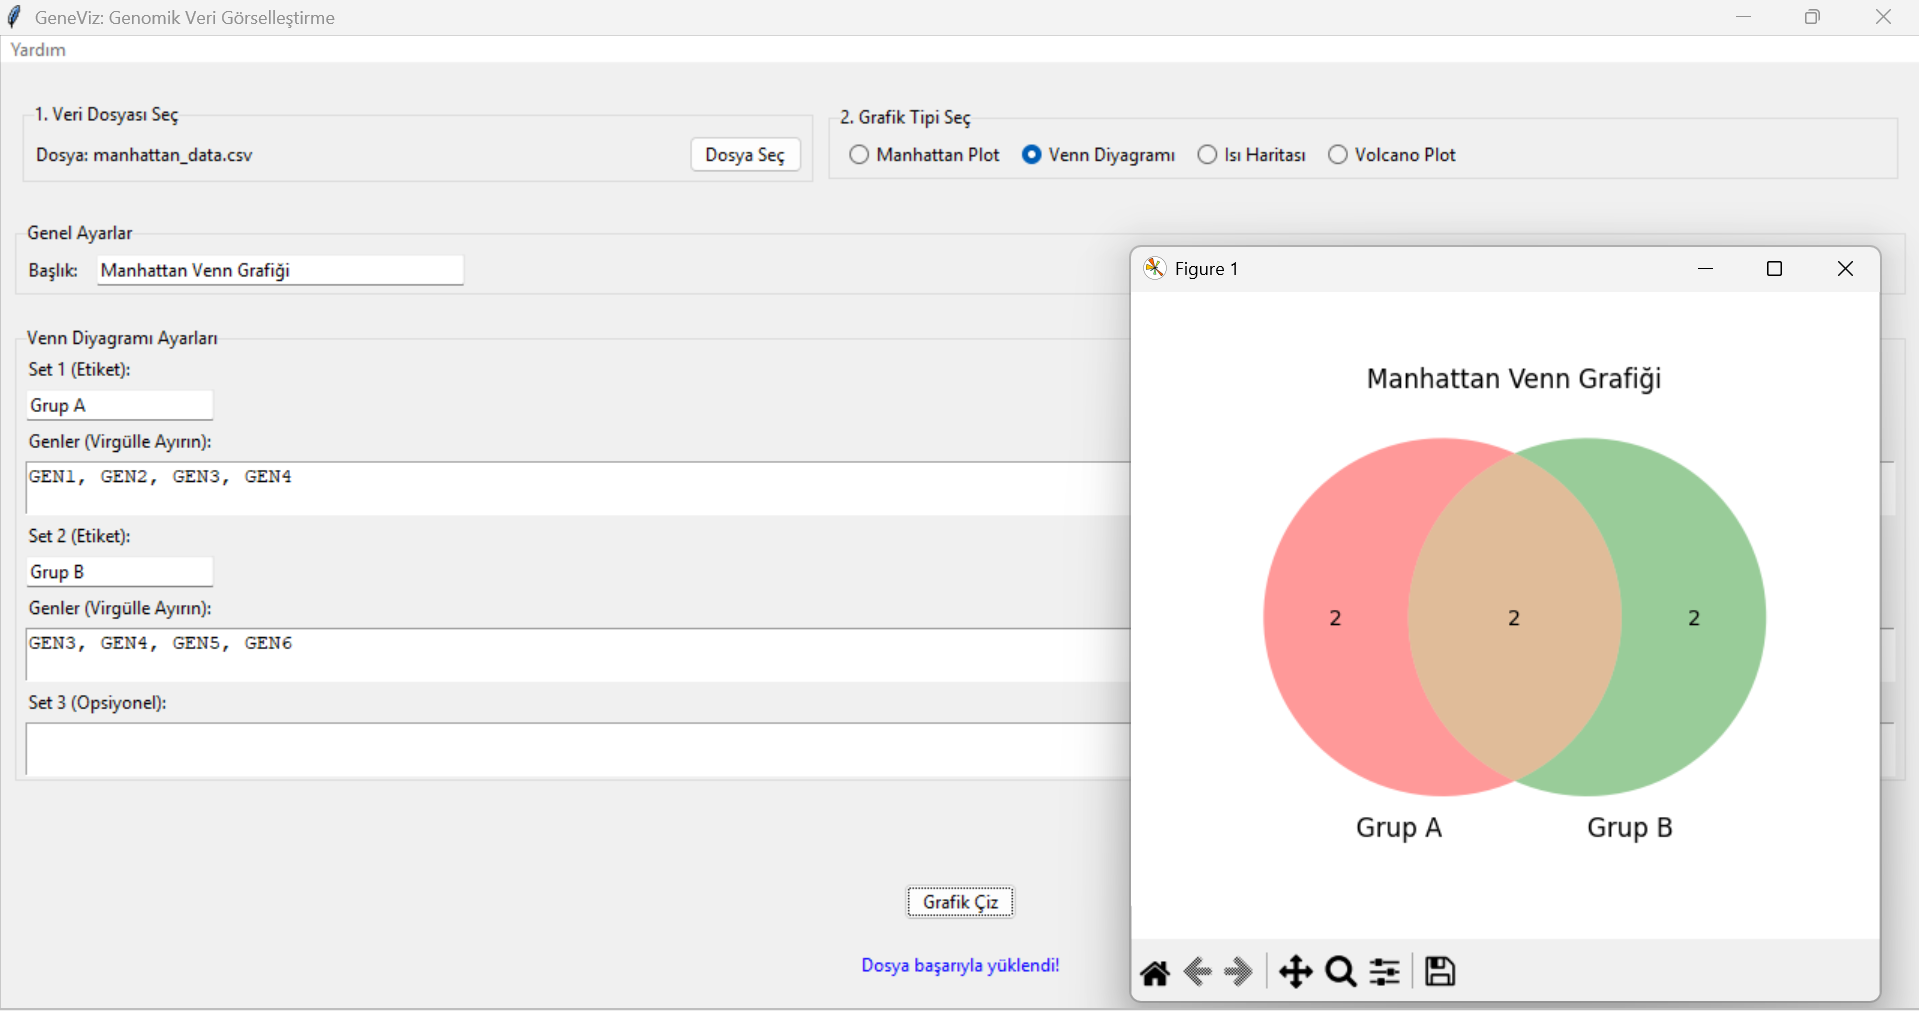 GeneViz: Genomik Veri Görselleştirme
Yardım
1. Veri Dosyası Seç
Dosya: manhattan_data.csv
Dosya Seç
2. Grafik Tipi Seç
Manhattan Plot
Venn Diyagramı
Isı Haritası
Volcano Plot
Genel Ayarlar
Başlık:
Manhattan Venn Grafiği
Venn Diyagramı Ayarları
Set 1 (Etiket):
Grup A
Genler (Virgülle Ayırın):
GEN1, GEN2, GEN3, GEN4
Set 2 (Etiket):
Grup B
Genler (Virgülle Ayırın):
GEN3, GEN4, GEN5, GEN6
Set 3 (Opsiyonel):
Grafik Çiz
Dosya başarıyla yüklendi!
Figure 1
Manhattan Venn Grafiği
2 2 2
Grup A Grup B